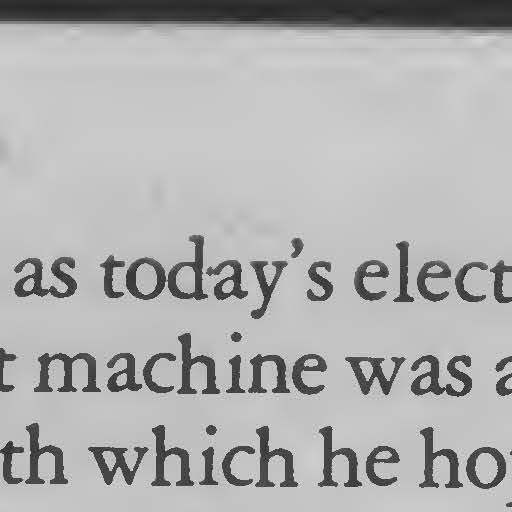 as today's elect
t machine was a
th which he ho